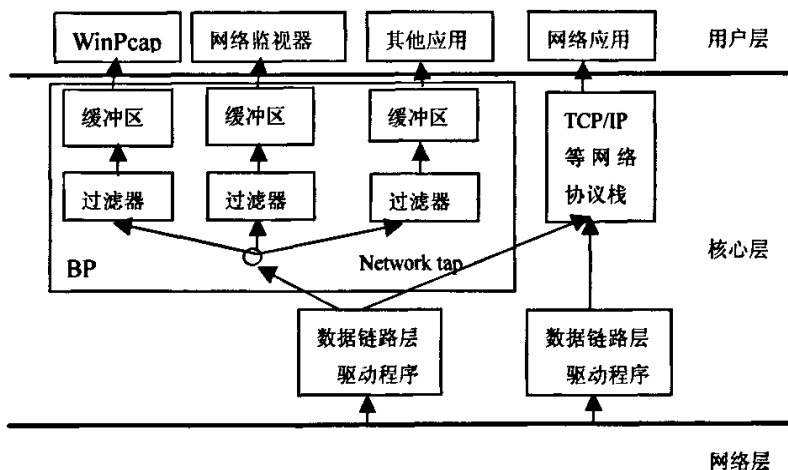 WinPcap
网络监视器
其他应用
网络应用
用户层
缓冲区
缓冲区
缓冲区
TCP/IP
等网络
协议栈
过滤器
过滤器
过滤器
BP
Network tap
核心层
数据链路层
驱动程序
数据链路层
驱动程序
网络层